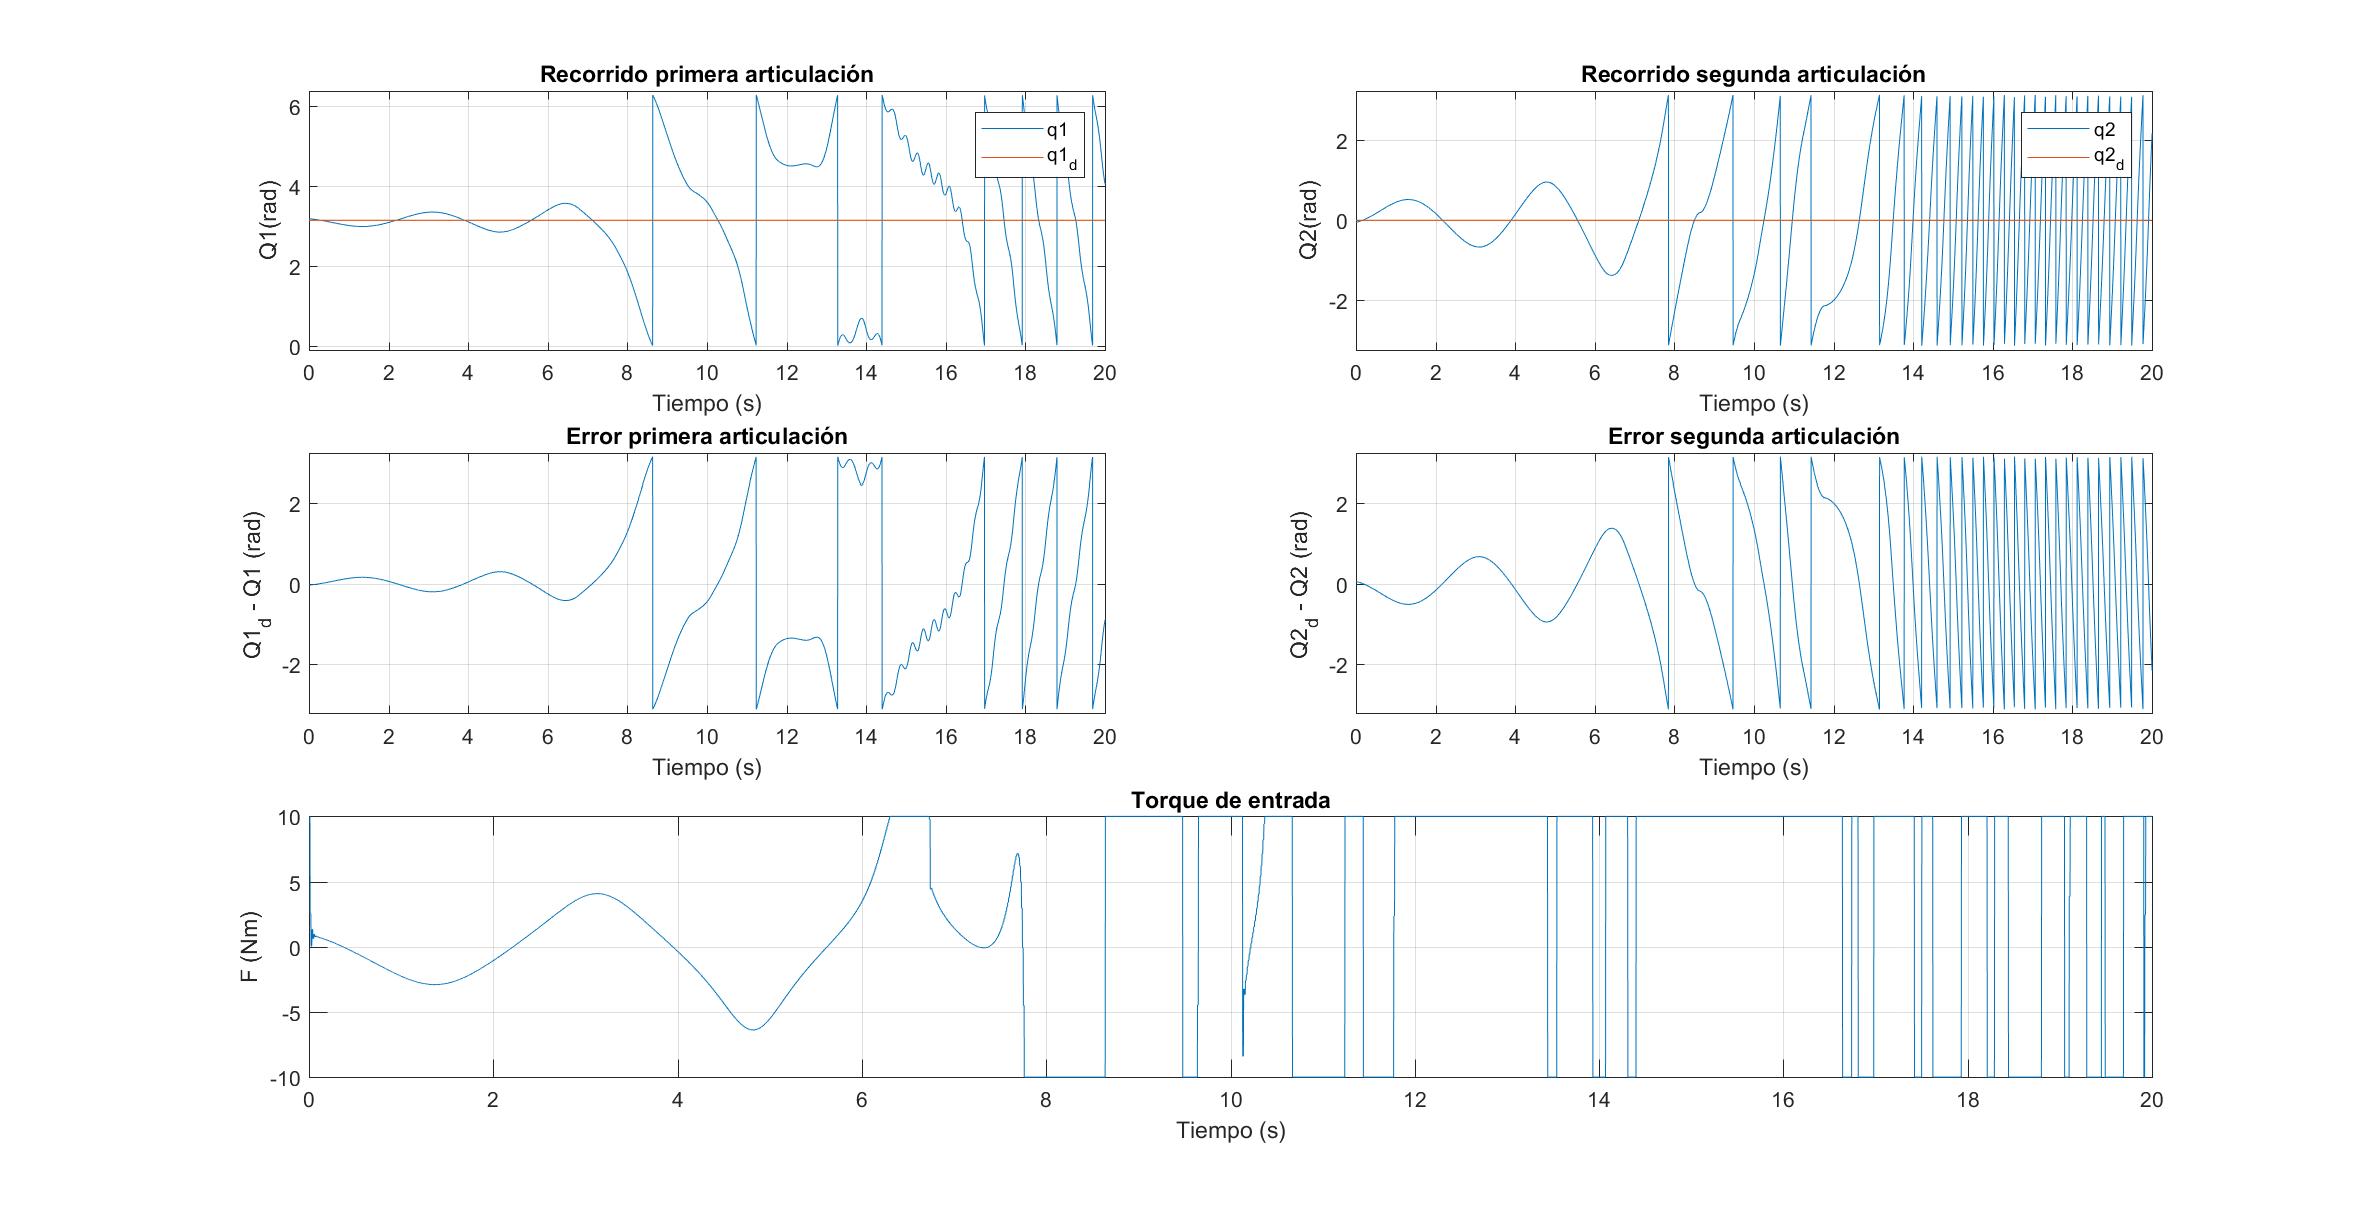 Recorrido primera articulación
Q1(rad)
6
4
2
0
q1
q1d
0 2 4 6 8 10 12 14 16 18 20
Tiempo (s)
Recorrido segunda articulación
Q2(rad)
2
0
-2
q2
q2d
0 2 4 6 8 10 12 14 16 18 20
Tiempo (s)
Error primera articulación
Q1d - Q1 (rad)
2
0
-2
0 2 4 6 8 10 12 14 16 18 20
Tiempo (s)
Error segunda articulación
Q2d - Q2 (rad)
2
0
-2
0 2 4 6 8 10 12 14 16 18 20
Tiempo (s)
Torque de entrada
F (Nm)
10
5
0
-5
-10
0 2 4 6 8 10 12 14 16 18 20
Tiempo (s)